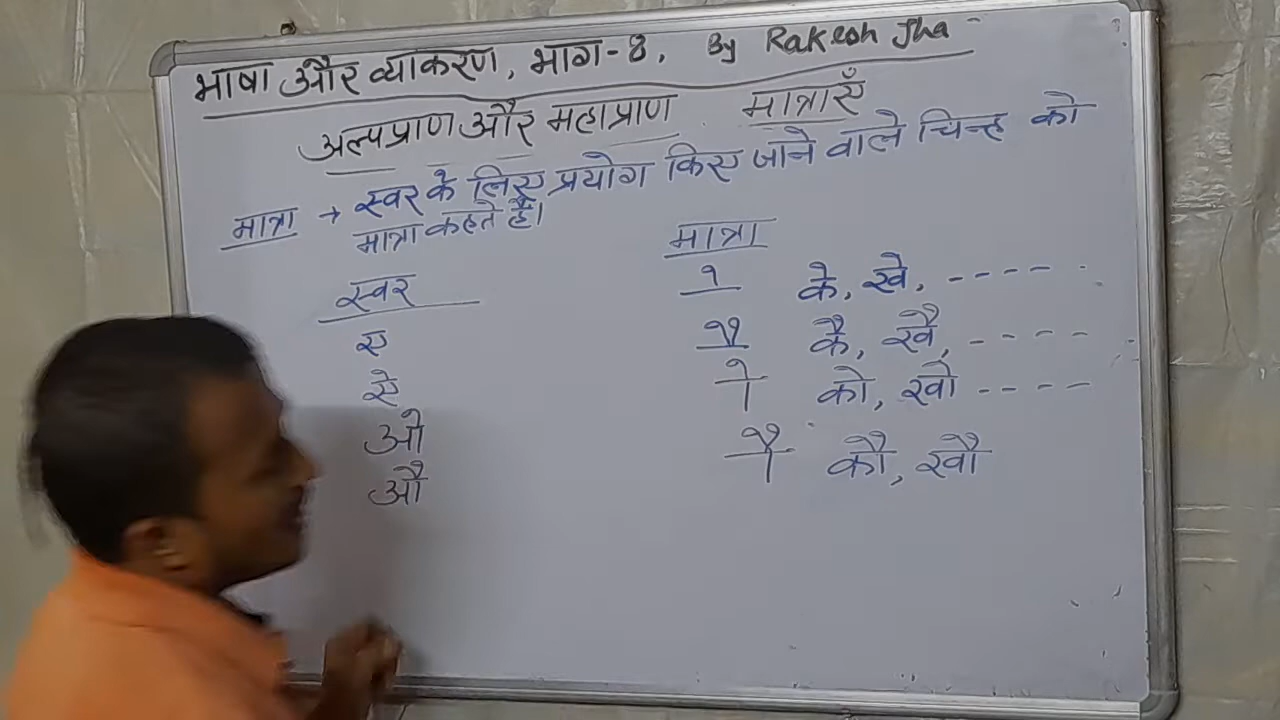 भाषा और व्याकरण, भाग-8. By Rakesh Jha
अल्पप्राण और महाप्राण मात्राएँ
मात्रा → स्वर के लिए प्रयोग किए जाने वाले चिन्ह को
मात्रा कहते हैं।
स्वर मात्रा
ए े के, खे, ----
ऐ ै कै, खै, ----
ओ ो को, खो ----
औ ौ कौ, खौ